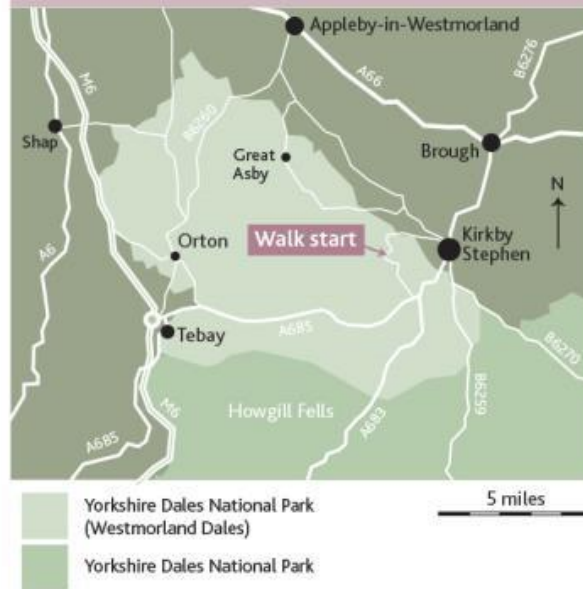 Appleby-in-Westmorland
M6
A66
B6276
B6260
Shap
Great
Asby
Brough
N
Orton
Walk start
Kirkby
Stephen
A6
Tebay
A685
B6270
M6
Howgill Fells
A683
B6259
A685
Yorkshire Dales National Park
(Westmorland Dales)
5 miles
Yorkshire Dales National Park